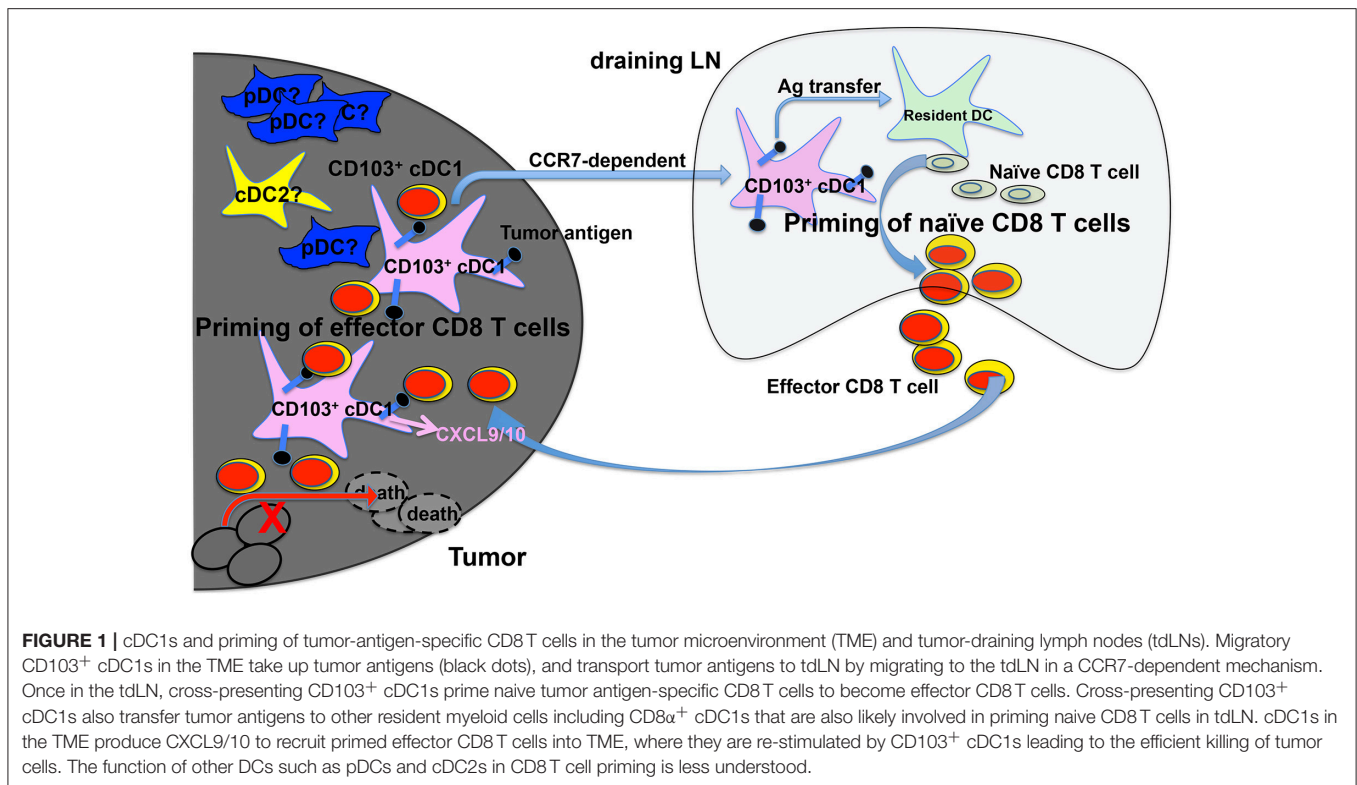 draining LN
pDC?
pDC?
C?
Ag transfer
Resident DC
cDC2?
CD103⁺ cDC1
CCR7-dependent
CD103⁺ cDC1
Naïve CD8 T cell
Priming of naïve CD8 T cells
pDC?
Tumor antigen
CD103⁺ cDC1
Priming of effector CD8 T cells
Effector CD8 T cell
CD103⁺ cDC1
CXCL9/10
death
death
X
Tumor
FIGURE 1 | cDC1s and priming of tumor-antigen-specific CD8 T cells in the tumor microenvironment (TME) and tumor-draining lymph nodes (tdLNs). Migratory
CD103⁺ cDC1s in the TME take up tumor antigens (black dots), and transport tumor antigens to tdLN by migrating to the tdLN in a CCR7-dependent mechanism.
Once in the tdLN, cross-presenting CD103⁺ cDC1s prime naive tumor antigen-specific CD8 T cells to become effector CD8 T cells. Cross-presenting CD103⁺
cDC1s also transfer tumor antigens to other resident myeloid cells including CD8α⁺ cDC1s that are also likely involved in priming naive CD8 T cells in tdLN. cDC1s in
the TME produce CXCL9/10 to recruit primed effector CD8 T cells into TME, where they are re-stimulated by CD103⁺ cDC1s leading to the efficient killing of tumor
cells. The function of other DCs such as pDCs and cDC2s in CD8 T cell priming is less understood.